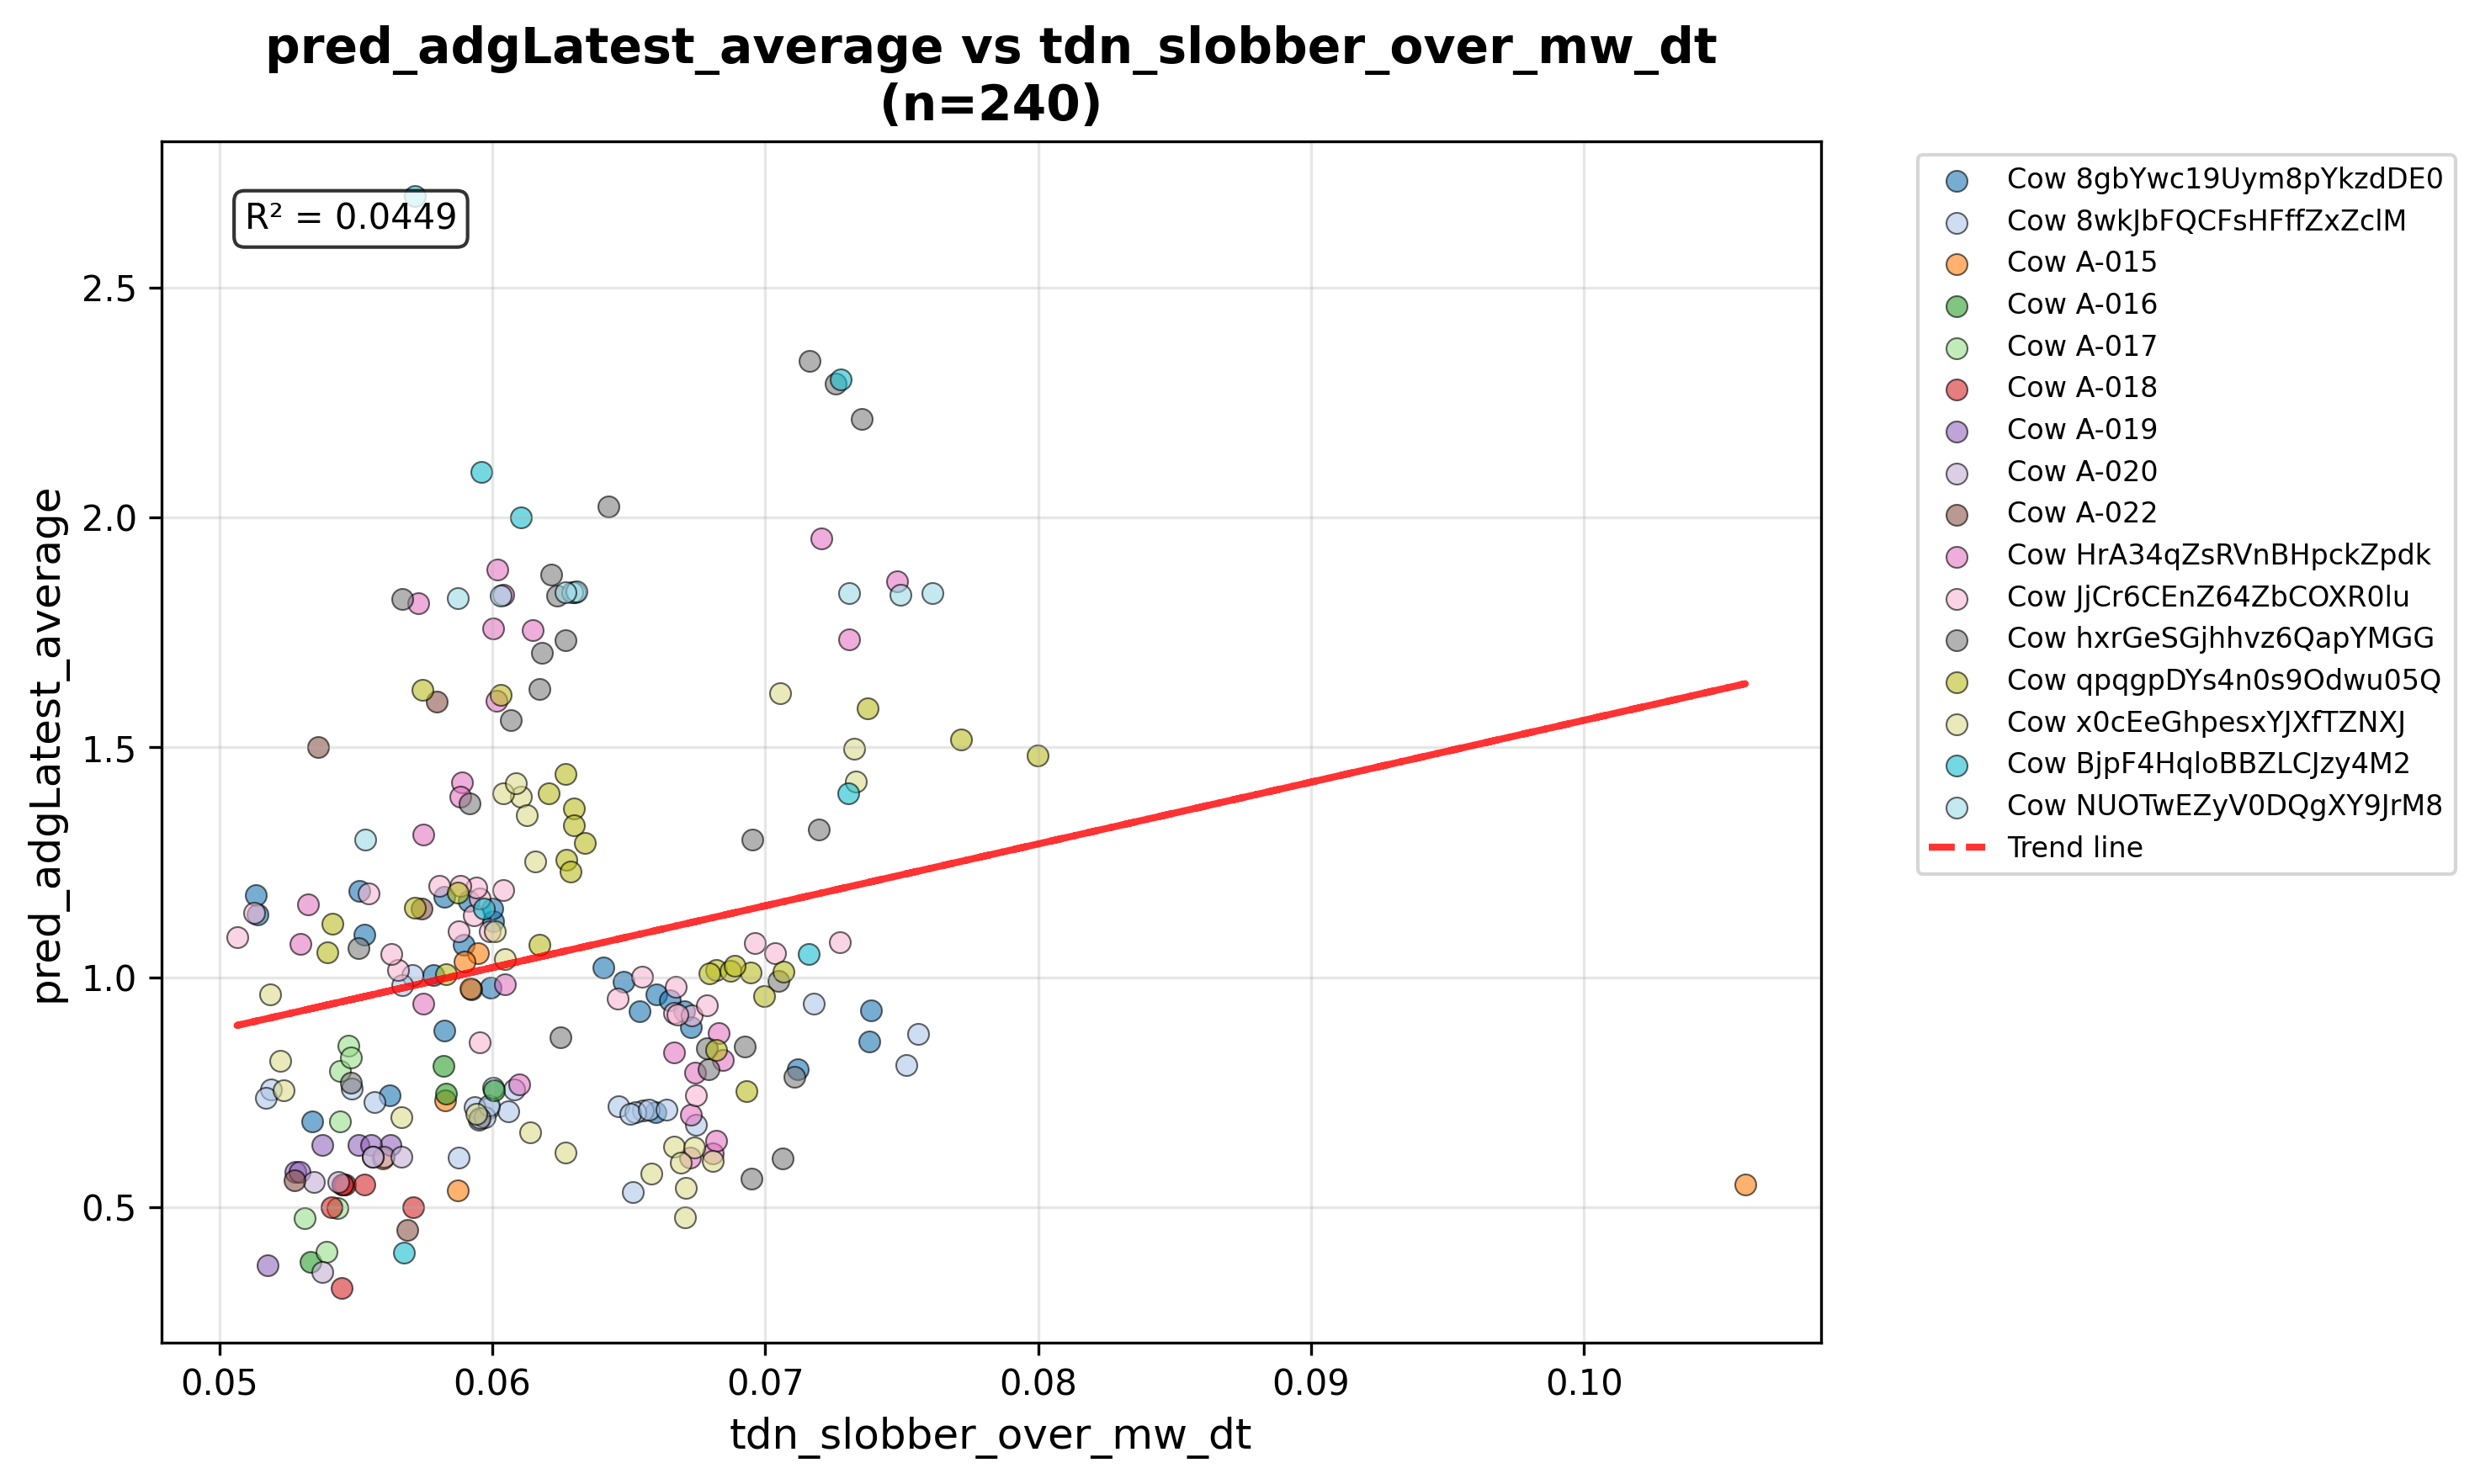 pred_adgLatest_average vs tdn_slobber_over_mw_dt
(n=240)
R² = 0.0449
pred_adgLatest_average
2.5
2.0
1.5
1.0
0.5
0.05
0.06
0.07
0.08
0.09
0.10
tdn_slobber_over_mw_dt
Cow 8gbYwc19Uym8pYkzdDE0
Cow 8wkJbFQCFsHFffZxZclM
Cow A-015
Cow A-016
Cow A-017
Cow A-018
Cow A-019
Cow A-020
Cow A-022
Cow HrA34qZsRVnBHpckZpdk
Cow JjCr6CEnZ64ZbCOXR0lu
Cow hxrGeSGjhhvz6QapYMGG
Cow qpqgpDYs4n0s9Odwu05Q
Cow x0cEeGhpesxYJXfTZNXJ
Cow BjpF4HqloBBZLCJzy4M2
Cow NUOTwEZyV0DQgXY9JrM8
Trend line